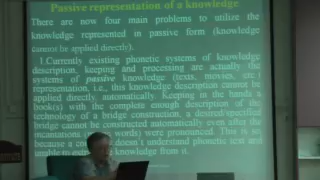 Passive representation of a knowledge
There are now four main problems to utilize the
knowledge represented in passive form (knowledge
cannot be applied directly).
1.Currently existing phonetic systems of knowledge
description, keeping and processing are actually the
systems of passive knowledge (texts, movies, etc.)
representation, i.e., this knowledge description cannot be
applied directly, automatically. Keeping in the hands a
book(s) with the complete enough description of the
technology of a bridge construction, a desired/specified
bridge cannot be constructed automatically even after the
incantations (words) were pronounced. This is so
because a doesn't understand phonetic text and
unable to knowledge from it.